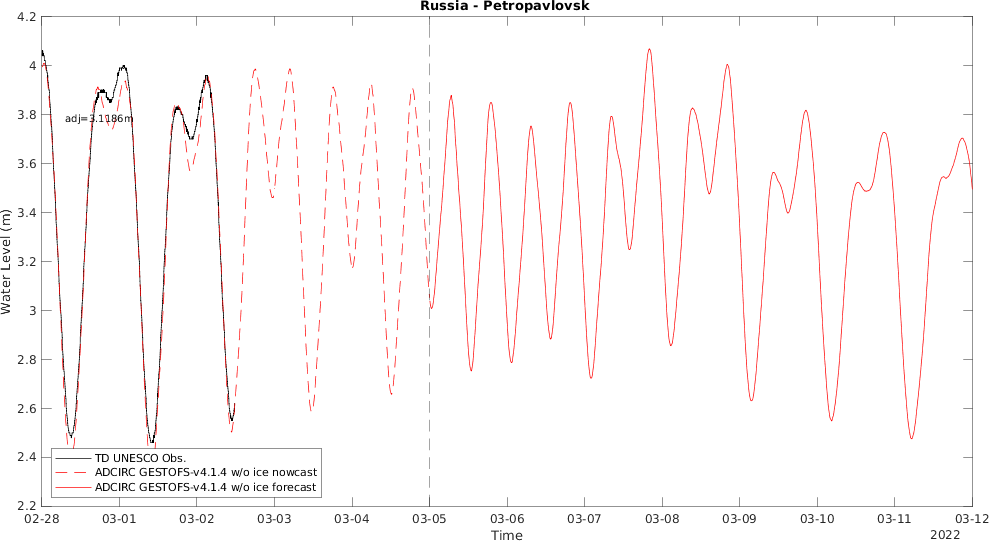 Russia - Petropavlovsk
4.2
4
3.8
3.6
3.4
3.2
3
2.8
2.6
2.4
2.2
Water Level (m)
adj=3.1186m
TD UNESCO Obs.
ADCIRC GESTOFS-v4.1.4 w/o ice nowcast
ADCIRC GESTOFS-v4.1.4 w/o ice forecast
02-28 03-01 03-02 03-03 03-04 03-05 03-06 03-07 03-08 03-09 03-10 03-11 03-12
Time
2022